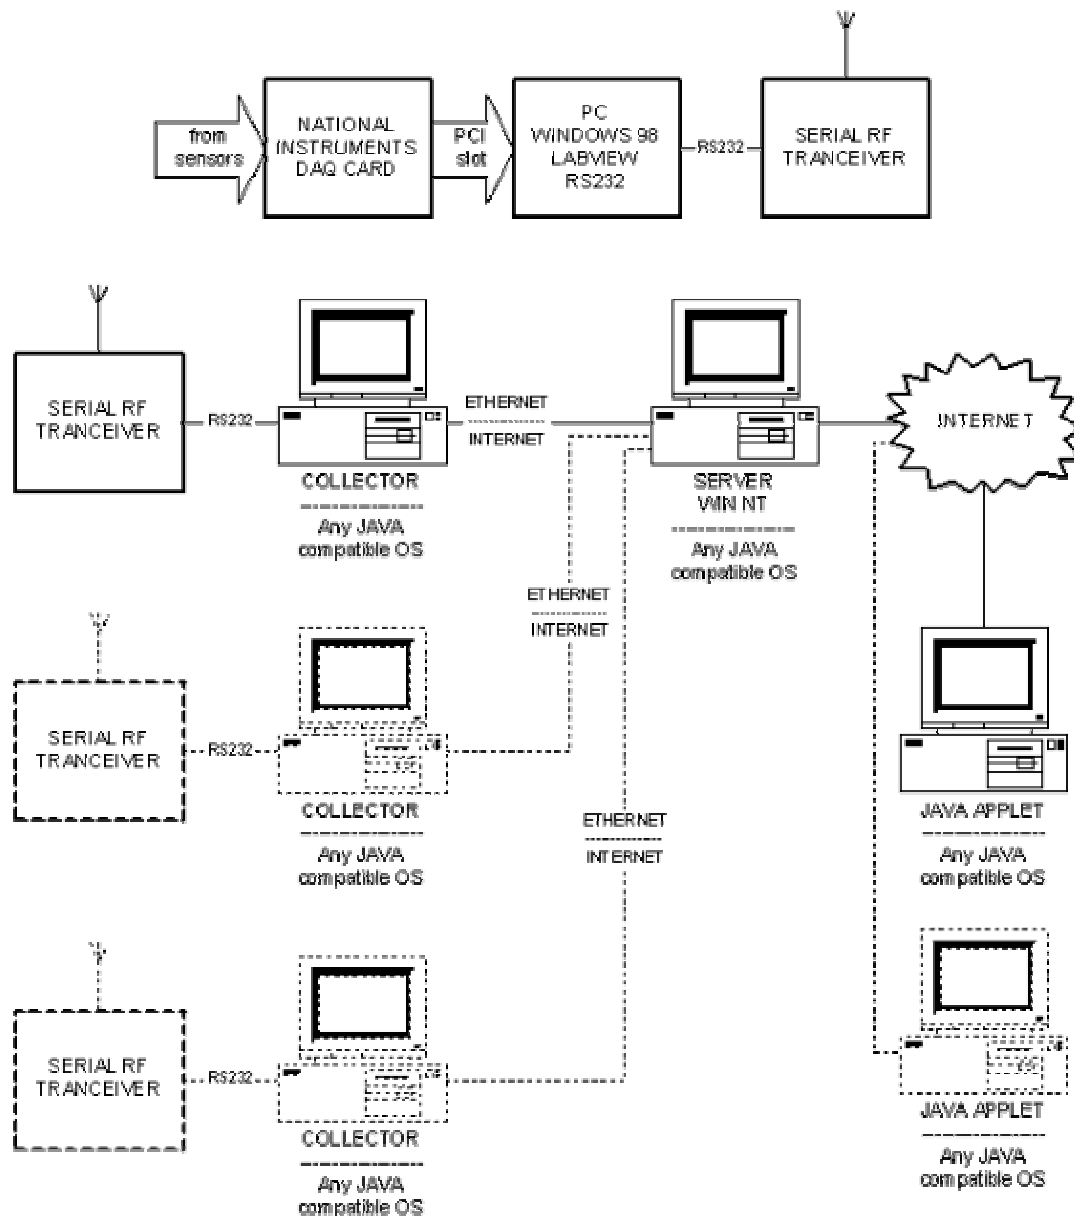 from
sensors
NATIONAL
INSTRUMENTS
DAQ CARD
PCI
slot
PC
WINDOWS 98
LABVIEW
RS232
RS232
SERIAL RF
TRANCEIVER
SERIAL RF
TRANCEIVER
RS232
COLLECTOR
Any JAVA
compatible OS
ETHERNET
INTERNET
SERVER
WIN NT
Any JAVA
compatible OS
INTERNET
ETHERNET
INTERNET
SERIAL RF
TRANCEIVER
RS232
COLLECTOR
Any JAVA
compatible OS
JAVA APPLET
Any JAVA
compatible OS
ETHERNET
INTERNET
SERIAL RF
TRANCEIVER
RS232
COLLECTOR
Any JAVA
compatible OS
JAVA APPLET
Any JAVA
compatible OS